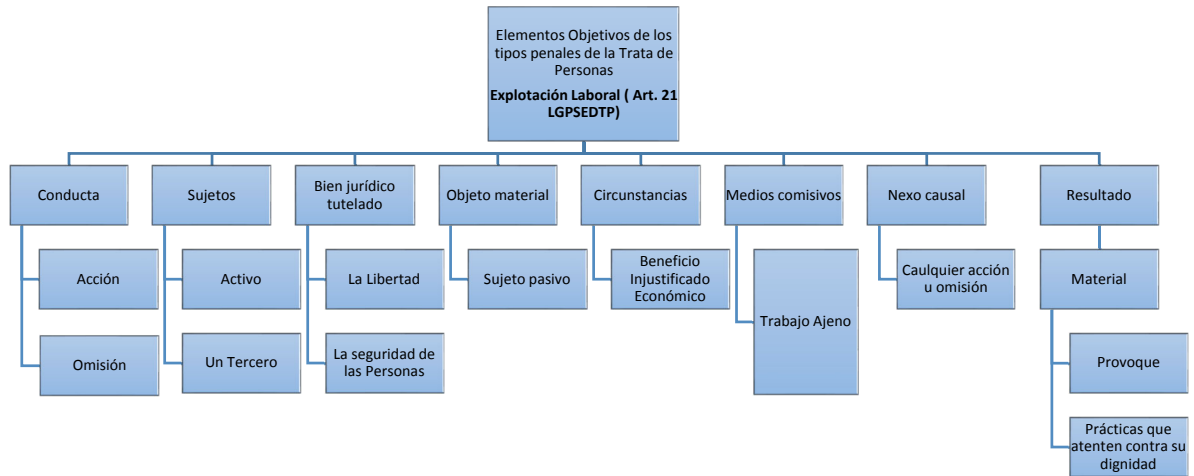 Elementos Objetivos de los
tipos penales de la Trata de
Personas
Explotación Laboral ( Art. 21
LGPSEDTP)
Conducta
Sujetos
Bien jurídico
tutelado
Objeto material
Circunstancias
Medios comisivos
Nexo causal
Resultado
Acción
Activo
La Libertad
Sujeto pasivo
Beneficio
Injustificado
Económico
Trabajo Ajeno
Caulquier acción
u omisión
Material
Omisión
Un Tercero
La seguridad de
las Personas
Provoque
Prácticas que
atenten contra su
dignidad